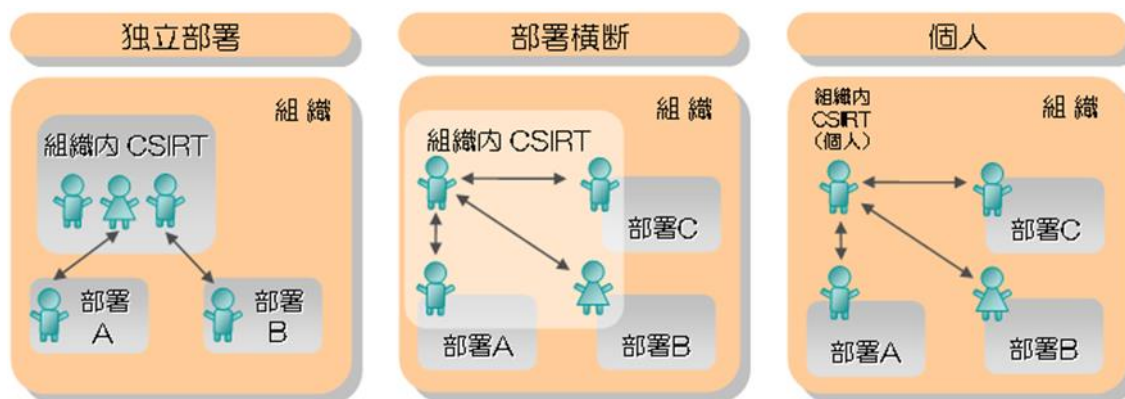 独立部署
組織
組織内 CSIRT
部署
A
部署
B
部署横断
組織
組織内 CSIRT
部署C
部署A
部署B
個人
組織内
CSIRT
（個人）
組織
部署C
部署A
部署B